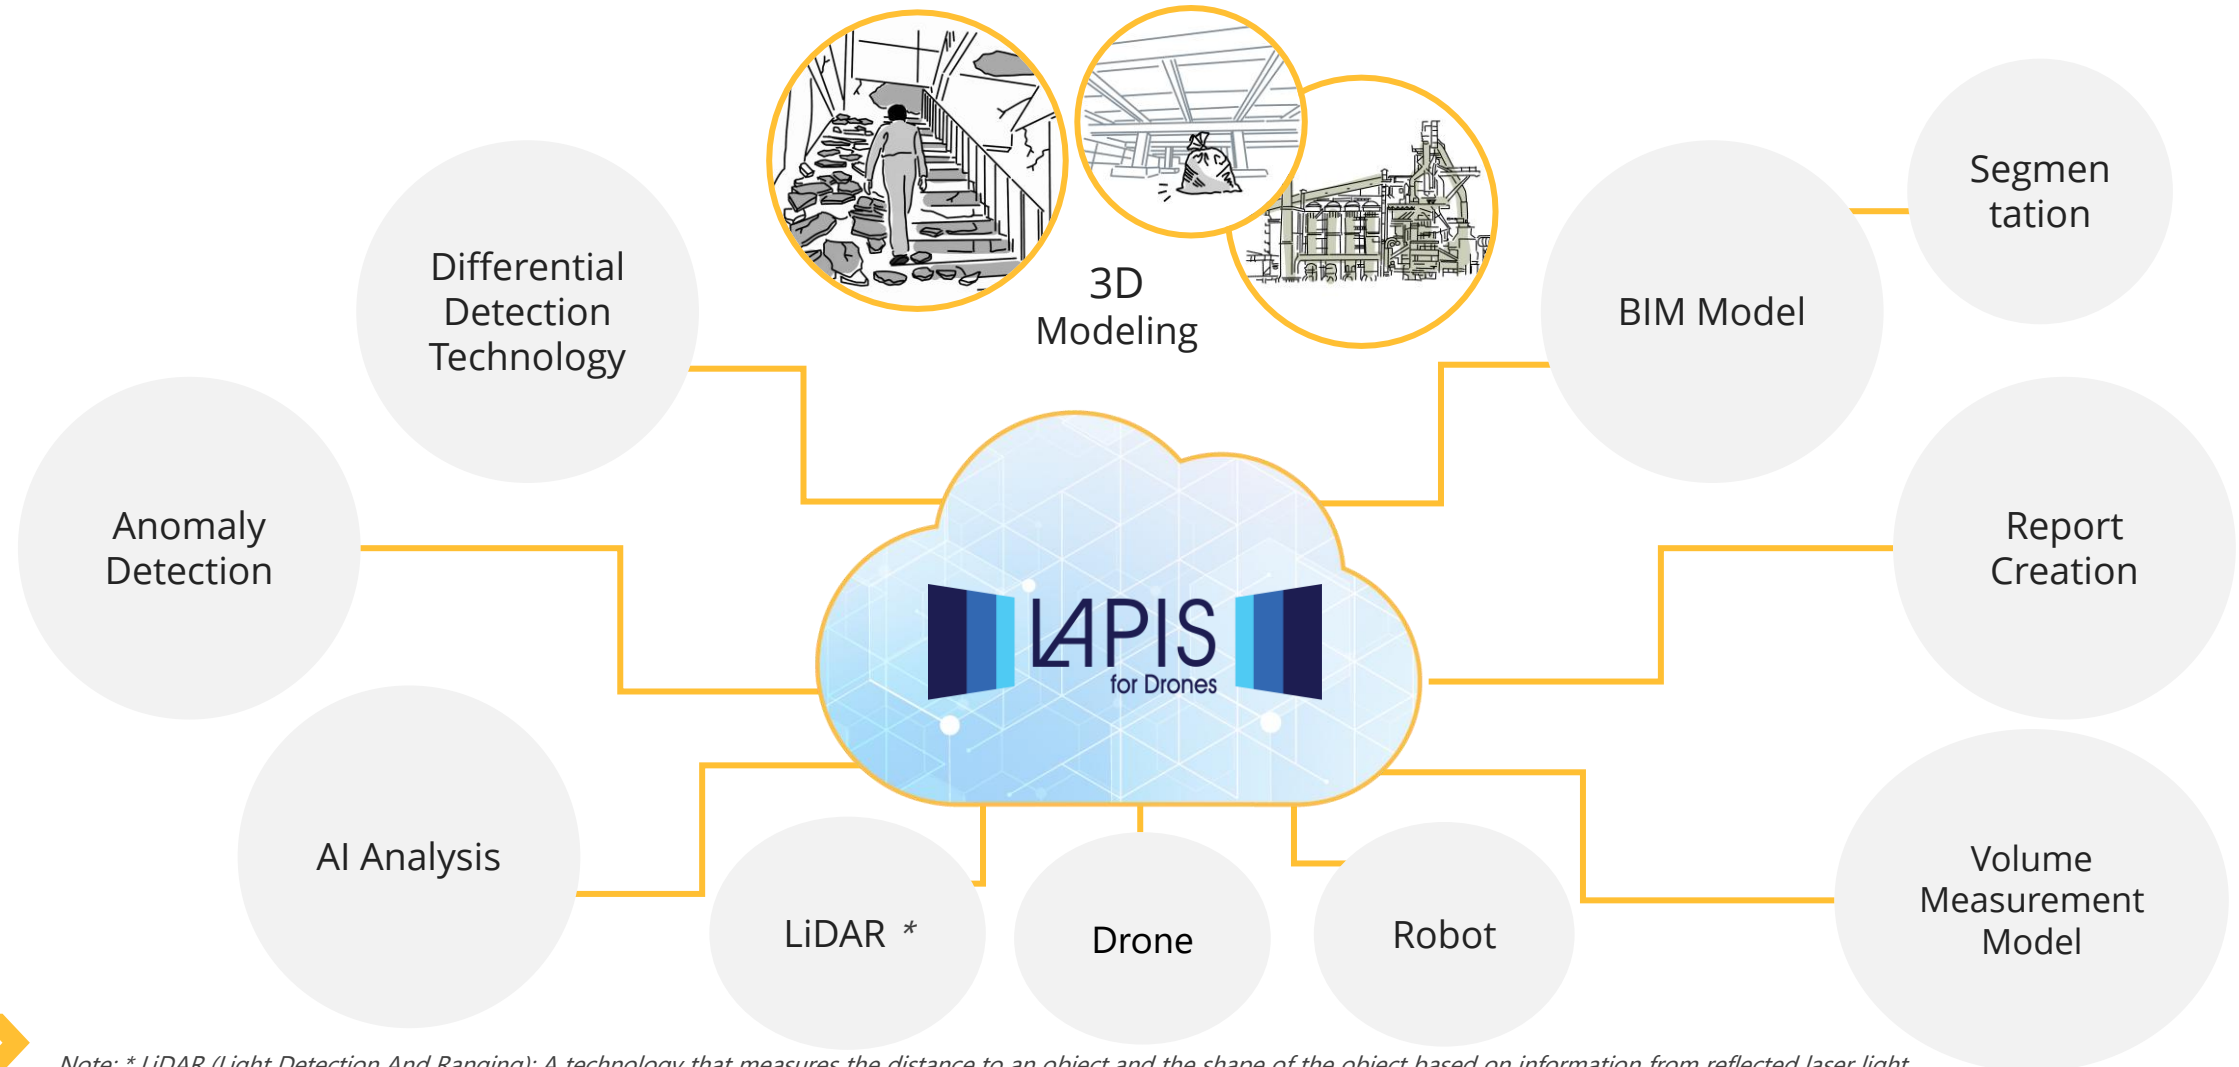 3D
Modeling
Differential
Detection
Technology
BIM Model
Segmen
tation
Anomaly
Detection
Report
Creation
LAPIS
for Drones
AI Analysis
LiDAR *
Drone
Robot
Volume
Measurement
Model
Note: * LiDAR (Light Detection And Ranging): A technology that measures the distance to an object and the shape of the object based on information from reflected laser light